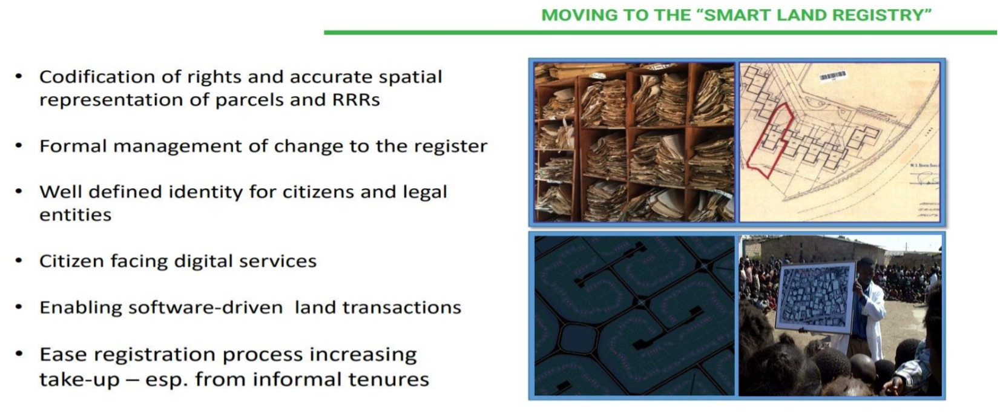 MOVING TO THE “SMART LAND REGISTRY”
• Codification of rights and accurate spatial
representation of parcels and RRRs
• Formal management of change to the register
• Well defined identity for citizens and legal
entities
• Citizen facing digital services
• Enabling software-driven  land transactions
• Ease registration process increasing
take-up – esp. from informal tenures